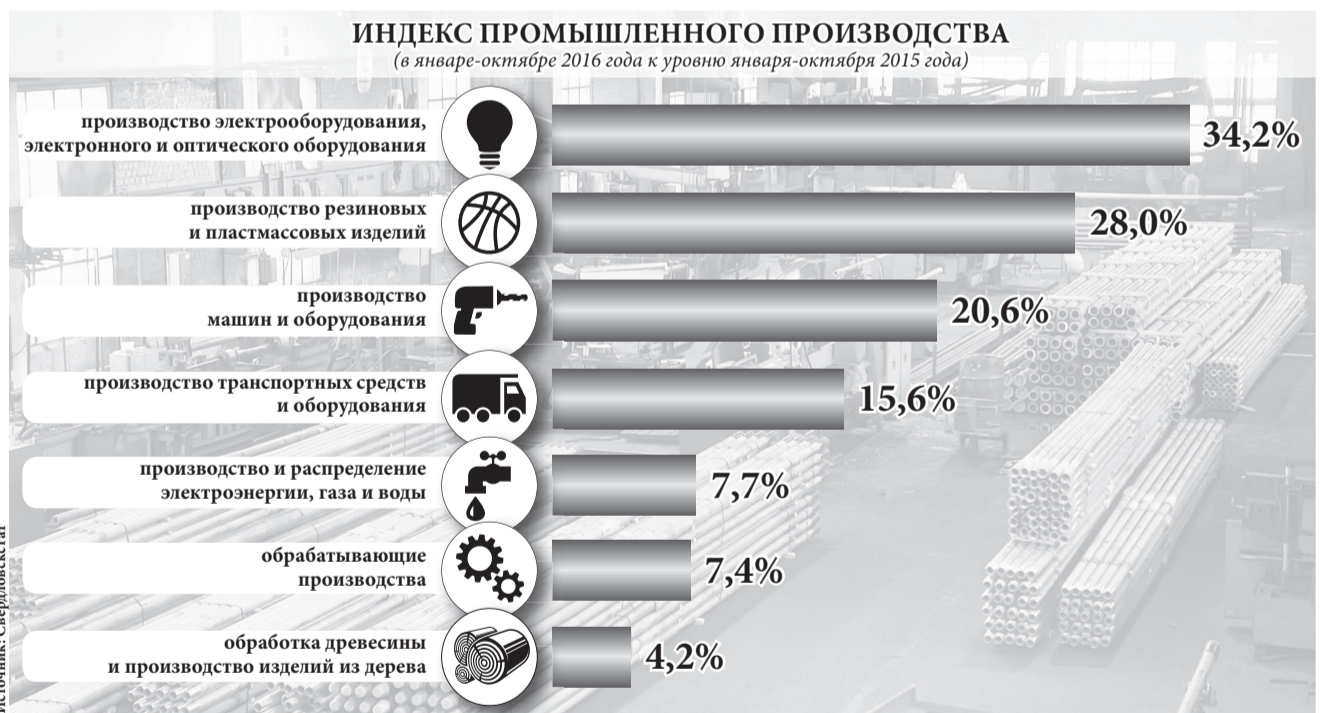 ИНДЕКС ПРОМЫШЛЕННОГО ПРОИЗВОДСТВА
(в январе-октябре 2016 года к уровню января-октября 2015 года)
производство электрооборудования,
электронного и оптического оборудования
34,2%
производство резиновых
и пластмассовых изделий
28,0%
производство
машин и оборудования
20,6%
производство транспортных средств
и оборудования
15,6%
производство и распределение
электроэнергии, газа и воды
7,7%
обрабатывающие
производства
7,4%
обработка древесины
и производство изделий из дерева
4,2%
Источник: Свердловскстат